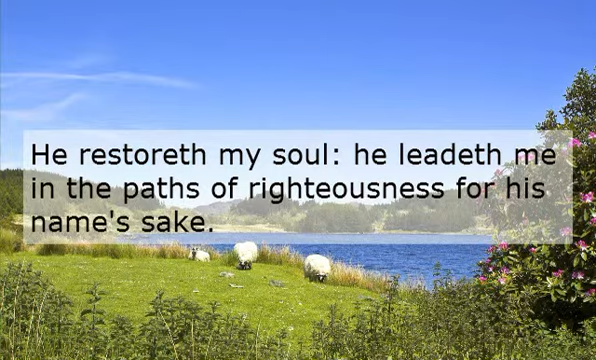 He restoreth my soul: he leadeth me
in the paths of righteousness for his
name's sake.